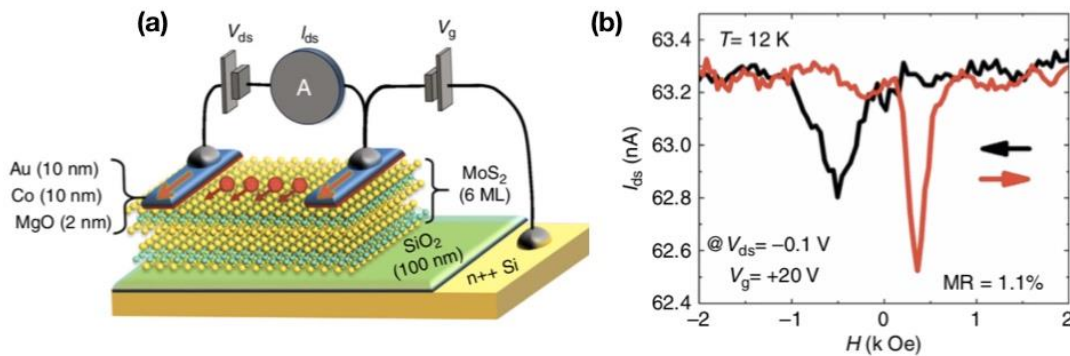 (a)
V_ds
I_ds
V_g
A
Au (10 nm)
Co (10 nm)
MgO (2 nm)
MoS₂
(6 ML)
SiO₂
(100 nm)
n++ Si
(b)
63.4
63.2
63.0
62.8
62.6
62.4
I_ds (nA)
T= 12 K
@ V_ds= –0.1 V
V_g= +20 V
MR = 1.1%
–2
–1
0
1
2
H (k Oe)